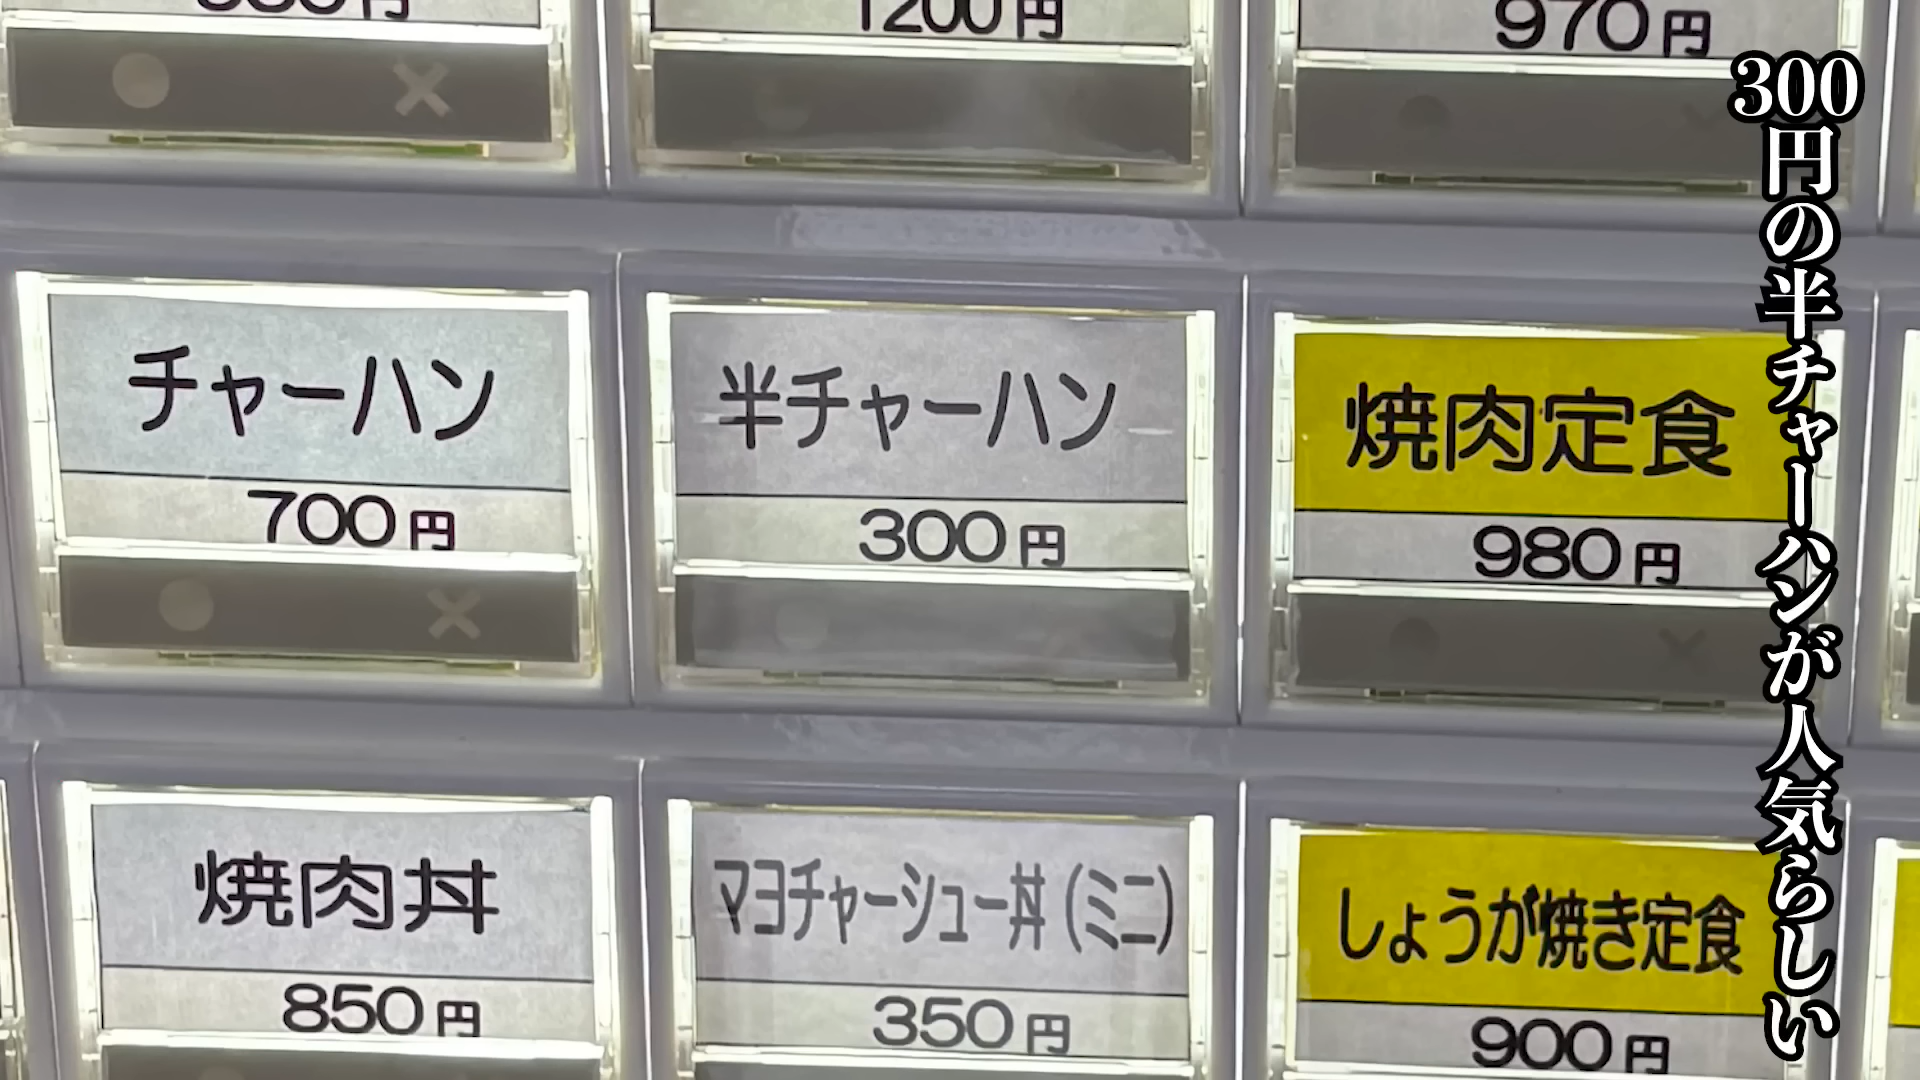 1200円
970円
チャーハン
700円
半チャーハン
300円
焼肉定食
980円
焼肉丼
850円
マヨチャーシュー丼(ミニ)
350円
しょうが焼き定食
900円
300円の半チャーハンが人気らしい